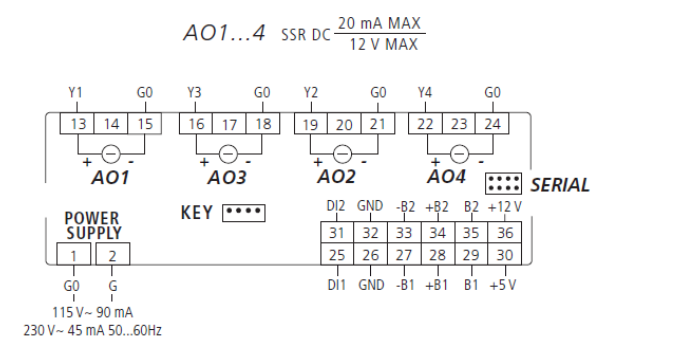 AO1...4 SSR DC 20 mA MAX
12 V MAX
Y1 G0 Y3 G0 Y2 G0 Y4 G0
13 14 15 16 17 18 19 20 21 22 23 24
+ - + - + - + -
AO1 AO3 AO2 AO4
SERIAL
KEY
DI2 GND -B2 +B2 B2 +12 V
POWER
SUPPLY
31 32 33 34 35 36
1 2 25 26 27 28 29 30
G0 G DI1 GND -B1 +B1 B1 +5 V
115 V~ 90 mA
230 V~ 45 mA 50...60Hz